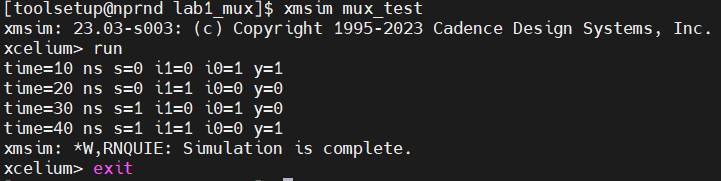 [toolsetup@nprnd lab1_mux]$ xmsim mux_test
xmsim: 23.03-s003: (c) Copyright 1995-2023 Cadence Design Systems, Inc.
xcelium> run
time=10 ns s=0 i1=0 i0=1 y=1
time=20 ns s=0 i1=1 i0=0 y=0
time=30 ns s=1 i1=0 i0=1 y=0
time=40 ns s=1 i1=1 i0=0 y=1
xmsim: *W,RNQUIE: Simulation is complete.
xcelium> exit